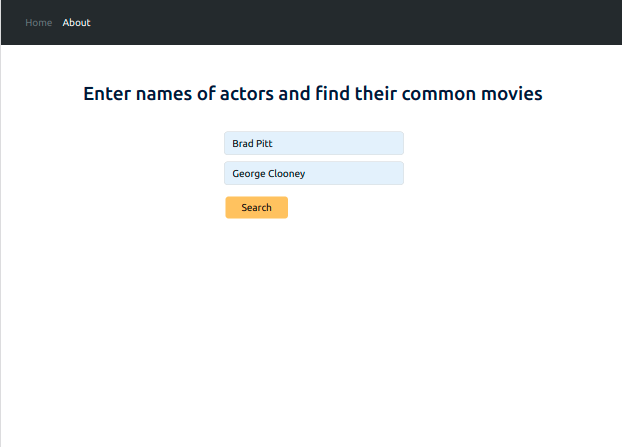 Home About
Enter names of actors and find their common movies
Brad Pitt
George Clooney
Search